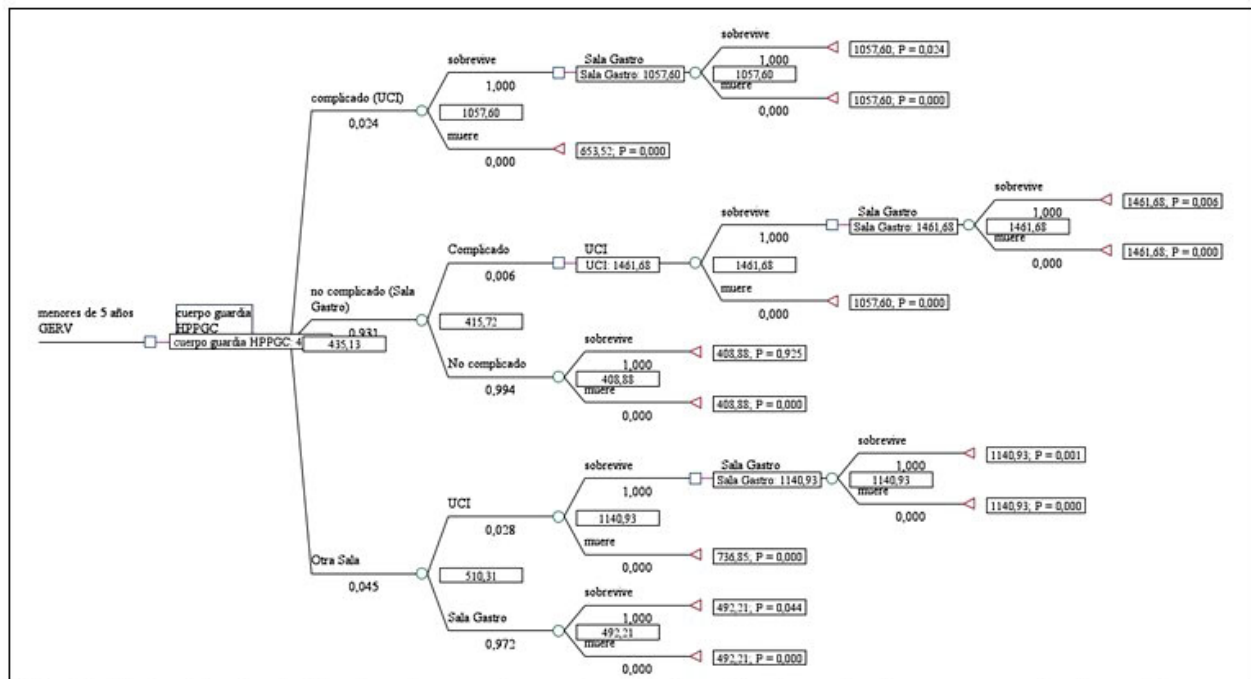 sobrevive
1057,60; P = 0,024
sobrevive
Sala Gastro
1,000
1,000
Sala Gastro: 1057,60
1057,60
muere
complicado (UCI)
0,000
1057,60; P = 0,000
0,024
1057,60
muere
0,000
653,52; P = 0,000
sobrevive
1461,68; P = 0,006
sobrevive
Sala Gastro
1,000
Complicado
UCI
1,000
Sala Gastro: 1461,68
1461,68
muere
0,006
UCI: 1461,68
1461,68
0,000
1461,68; P = 0,000
no complicado (Sala
Gastro)
muere
0,000
1057,60; P = 0,000
menores de 5 años
GERV
cuerpo guardia
HPPGC
0,931
415,72
cuerpo guardia HPPGC: 4
435,13
sobrevive
408,88; P = 0,925
No complicado
1,000
0,994
408,88
muere
0,000
408,88; P = 0,000
sobrevive
1140,93; P = 0,001
sobrevive
Sala Gastro
1,000
UCI
1,000
Sala Gastro: 1140,93
1140,93
muere
0,028
1140,93
0,000
1140,93; P = 0,000
muere
0,000
736,85; P = 0,000
Otra Sala
0,045
510,31
sobrevive
492,21; P = 0,044
Sala Gastro
1,000
0,972
492,21
muere
0,000
492,21; P = 0,000